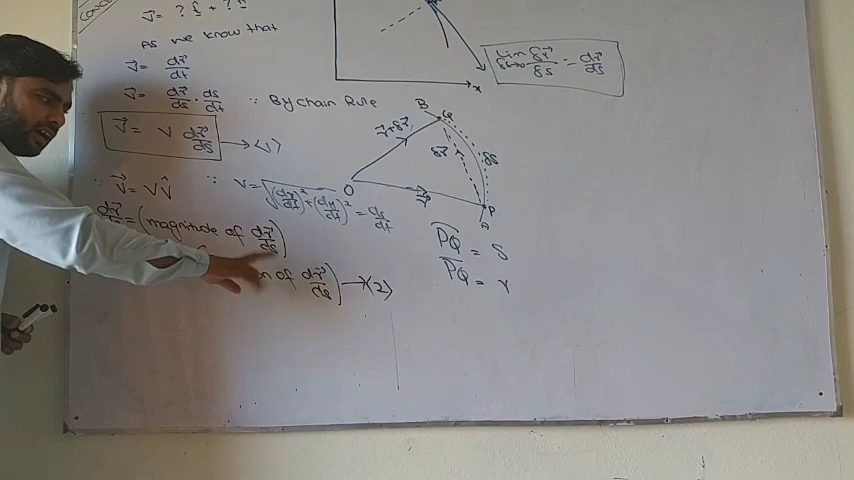 v⃗ = ? î + ? ĵ
As we know that
v⃗ = dr⃗/dt
v⃗ = dr⃗/ds . ds/dt ∵ By Chain Rule
v⃗ = v dr⃗/ds → (1)
∵ v⃗ = v v̂ ∵ v = √((dx/dt)² + (dy/dt)²) = ds/dt
dr⃗/ds = (magnitude of dr⃗/ds)
of dr⃗/ds) → (2)
x
lim δs→0 δr⃗/δs = dr⃗/ds
B Q
r⃗+δr⃗
δr⃗ δs
O
r⃗
P
A
PQ = S
PQ = r